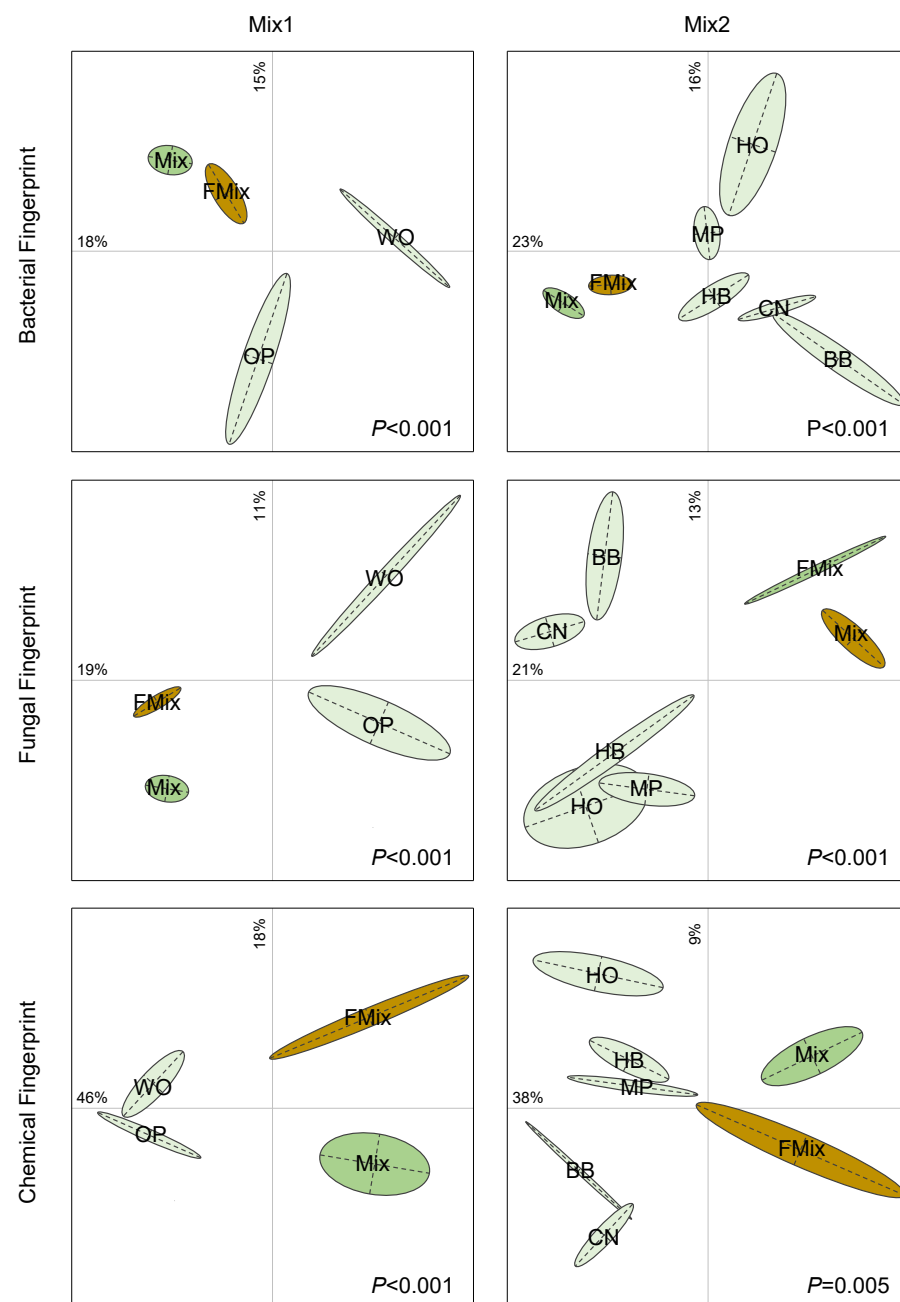 Mix1
Mix2
Bacterial Fingerprint
15%
Mix
FMix
WO
18%
OP
P<0.001
16%
HO
MP
23%
FMix
Mix
HB
CN
BB
P<0.001
Fungal Fingerprint
11%
WO
19%
FMix
OP
Mix
P<0.001
13%
BB
FMix
CN
Mix
21%
HB
MP
HO
P<0.001
Chemical Fingerprint
18%
FMix
WO
46%
OP
Mix
P<0.001
9%
HO
Mix
HB
MP
38%
FMix
BB
CN
P=0.005